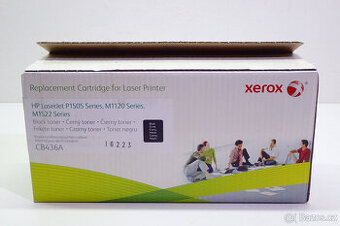 Replacement Cartridge for Laser Printer
xerox
HP LaserJet P1505 Series, M1120 Series,
M1522 Series
Black toner • Černý toner • Čierny toner •
Fekete toner • Czarny toner • Toner negru
CB436A
16223
© Bazos.cz